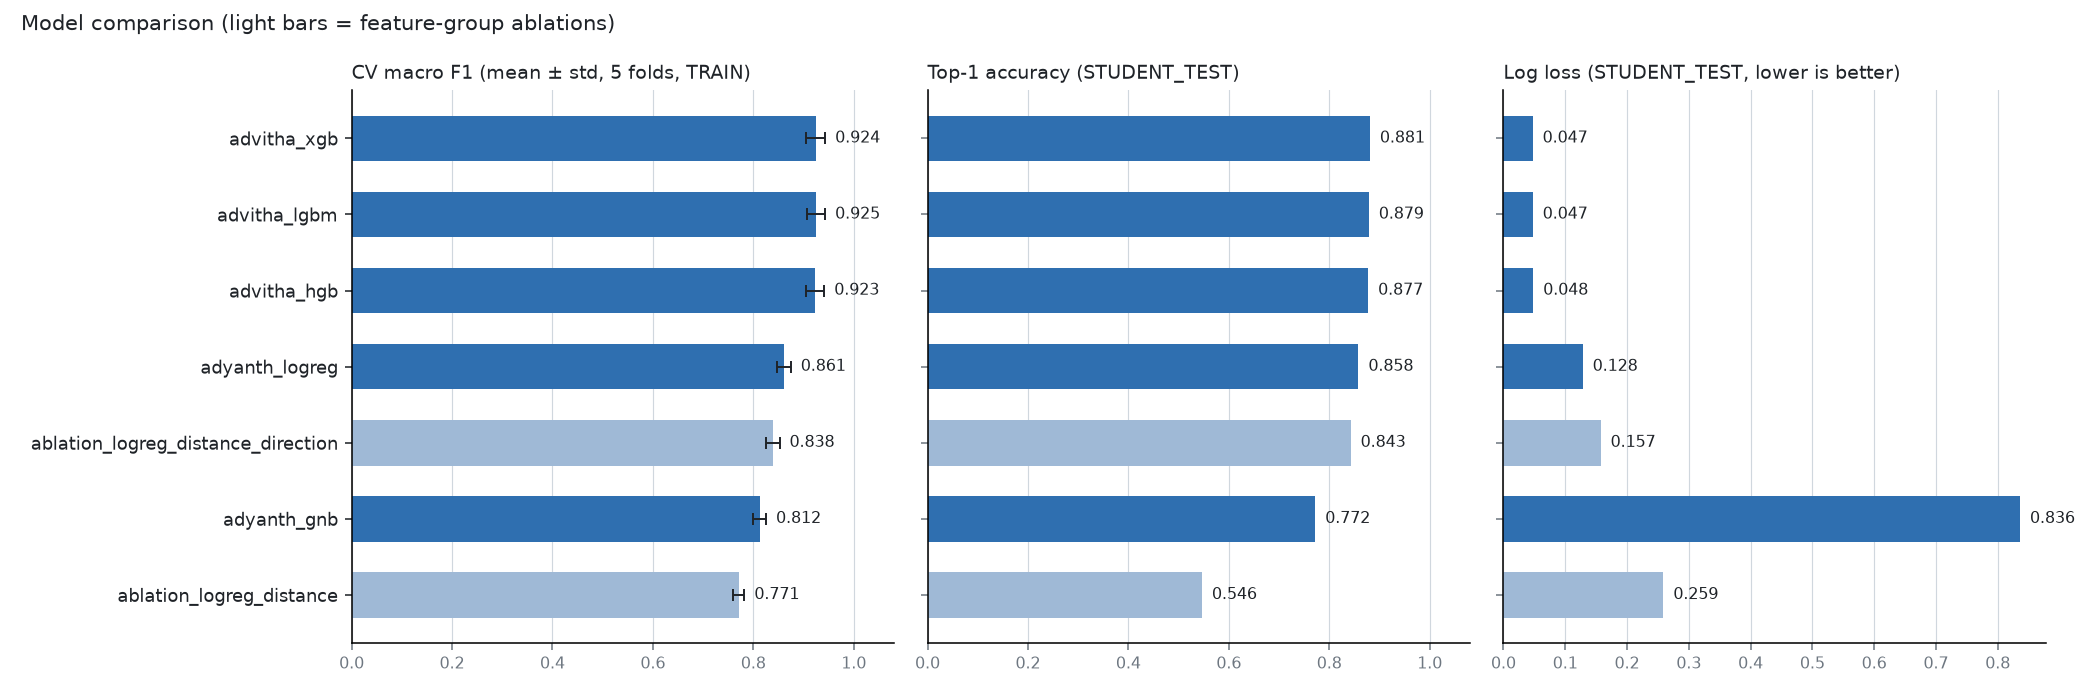 Model comparison (light bars = feature-group ablations)
CV macro F1 (mean ± std, 5 folds, TRAIN)
advitha_xgb
0.924
advitha_lgbm
0.925
advitha_hgb
0.923
adyanth_logreg
0.861
ablation_logreg_distance_direction
0.838
adyanth_gnb
0.812
ablation_logreg_distance
0.771
0.0 0.2 0.4 0.6 0.8 1.0
Top-1 accuracy (STUDENT_TEST)
0.881
0.879
0.877
0.858
0.843
0.772
0.546
0.0 0.2 0.4 0.6 0.8 1.0
Log loss (STUDENT_TEST, lower is better)
0.047
0.047
0.048
0.128
0.157
0.836
0.259
0.0 0.1 0.2 0.3 0.4 0.5 0.6 0.7 0.8